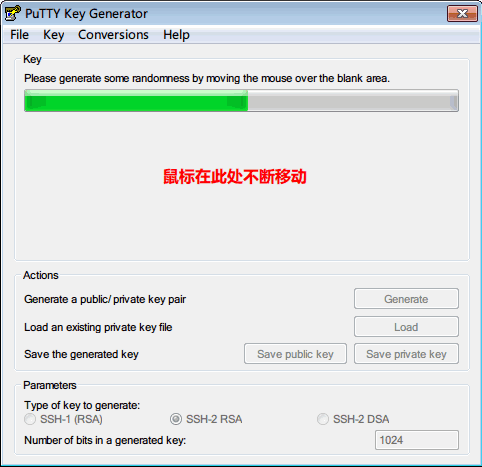 PuTTY Key Generator
File Key Conversions Help
Key
Please generate some randomness by moving the mouse over the blank area.
鼠标在此处不断移动
Actions
Generate a public/private key pair Generate
Load an existing private key file Load
Save the generated key Save public key Save private key
Parameters
Type of key to generate:
SSH-1 (RSA) SSH-2 RSA SSH-2 DSA
Number of bits in a generated key: 1024